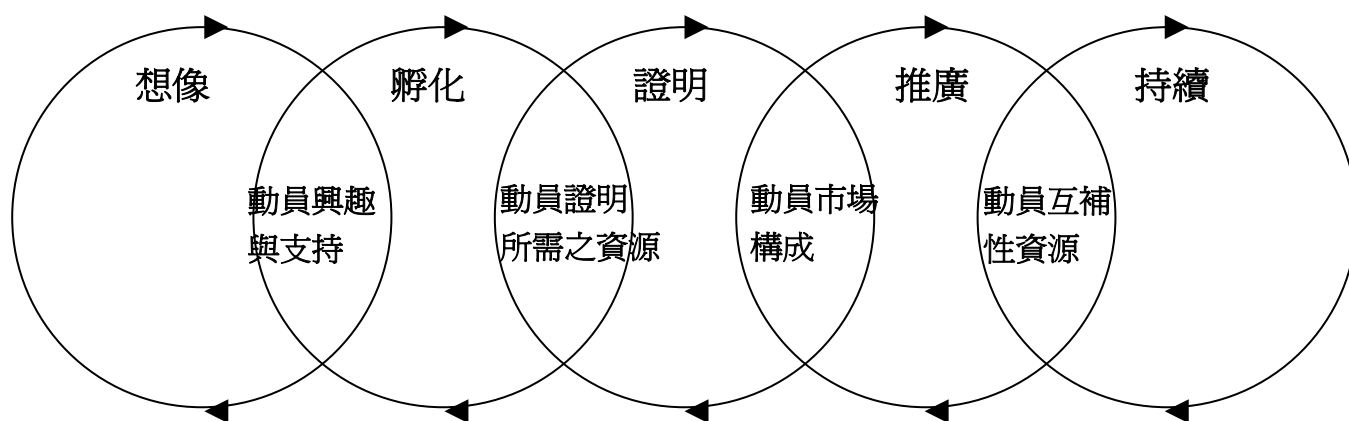 想像
孵化
證明
推廣
持續
動員興趣
與支持
動員證明
所需之資源
動員市場
構成
動員互補
性資源